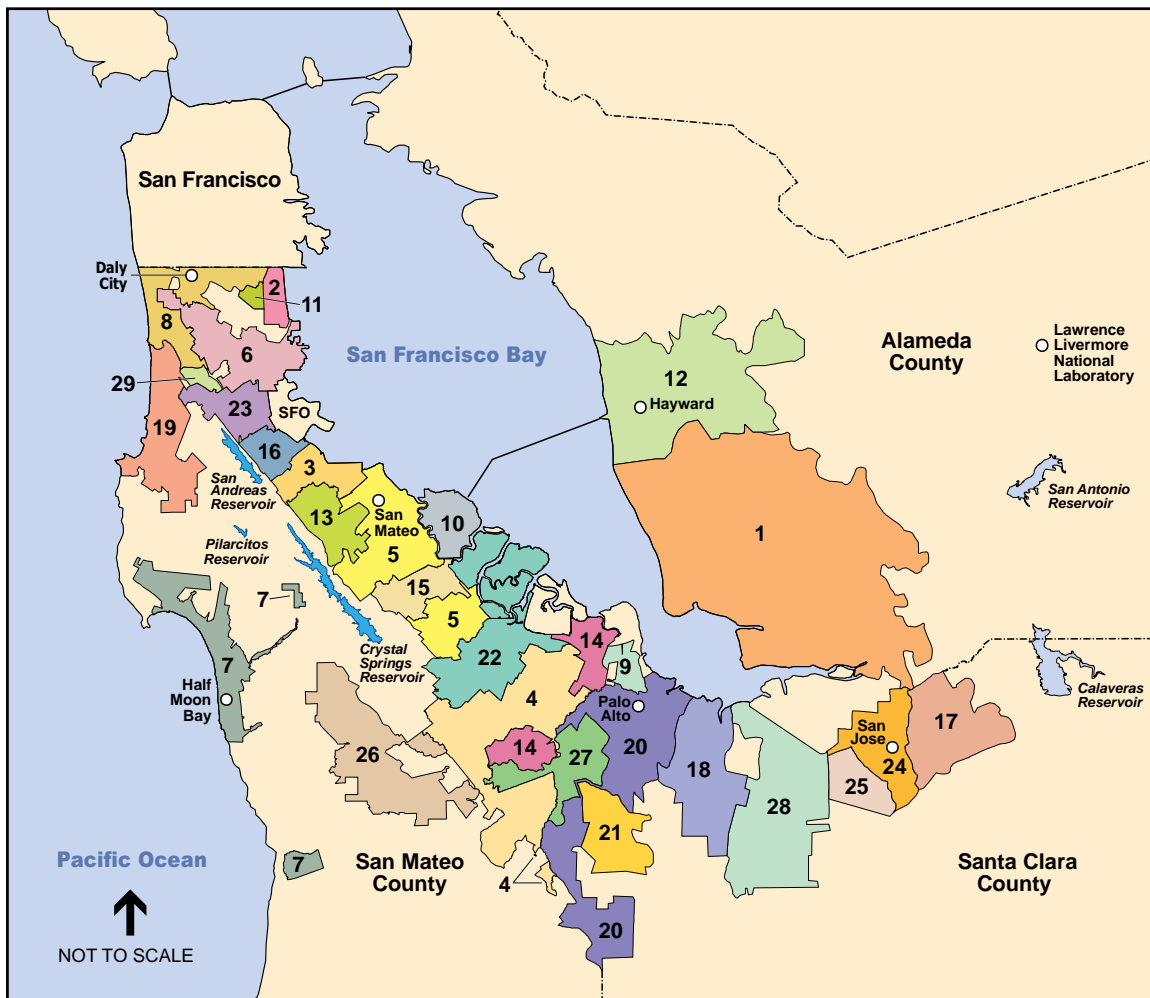 San Francisco
Daly
City
2
11
8
6
San Francisco Bay
Alameda
County
Lawrence
Livermore
National
Laboratory
29
12
Hayward
23
SFO
19
16
3
San
Andreas
Reservoir
13
San
Mateo
10
San Antonio
Reservoir
1
Pilarcitos
Reservoir
5
15
7
5
14
Crystal
Springs
Reservoir
22
9
7
Half
Moon
Bay
4
Palo
Alto
Calaveras
Reservoir
17
San
Jose
14
27
20
26
18
24
25
28
21
Pacific Ocean
7
San Mateo
County
4
Santa Clara
County
20
NOT TO SCALE